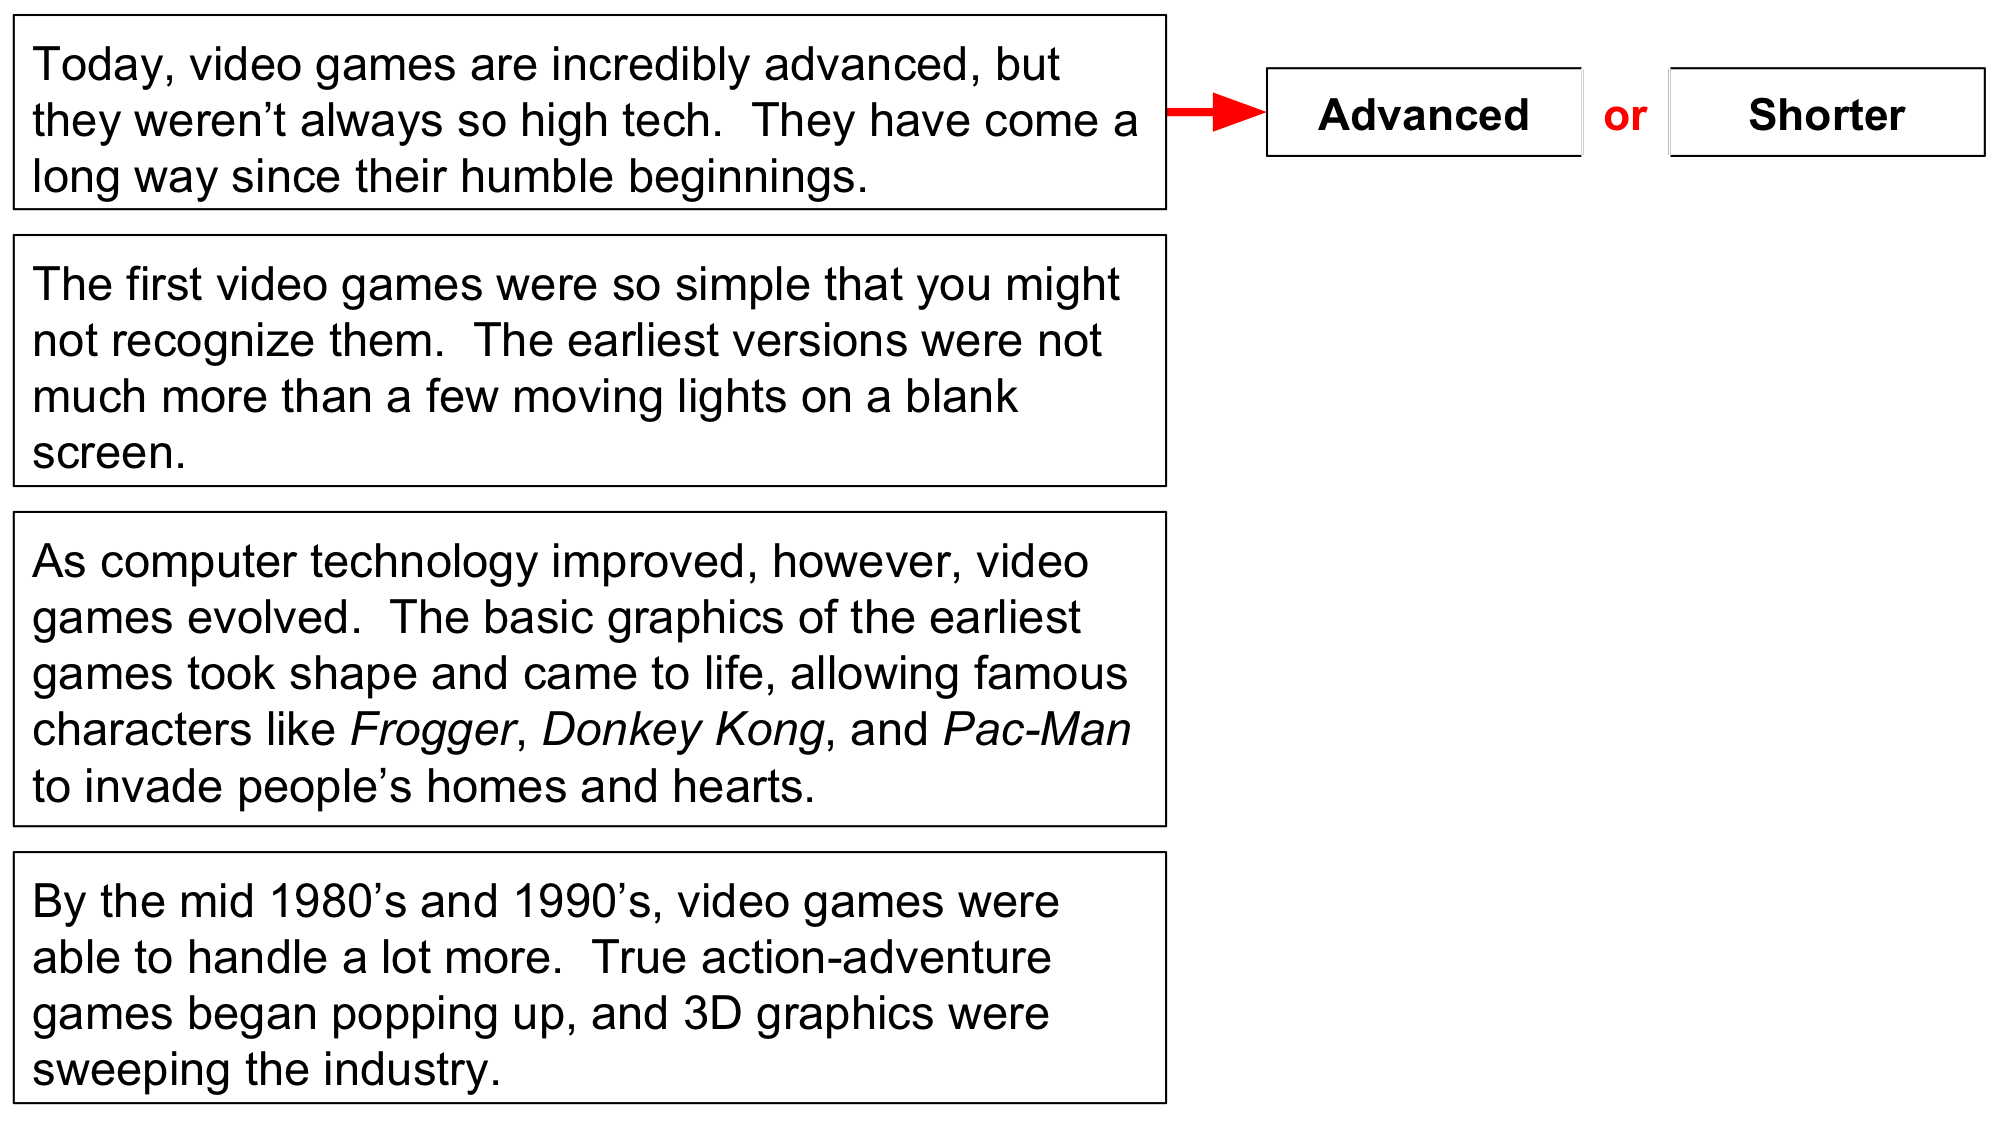 Today, video games are incredibly advanced, but
they weren’t always so high tech.  They have come a
long way since their humble beginnings.
Advanced or Shorter
The first video games were so simple that you might
not recognize them.  The earliest versions were not
much more than a few moving lights on a blank
screen.
As computer technology improved, however, video
games evolved.  The basic graphics of the earliest
games took shape and came to life, allowing famous
characters like Frogger, Donkey Kong, and Pac-Man
to invade people’s homes and hearts.
By the mid 1980’s and 1990’s, video games were
able to handle a lot more.  True action-adventure
games began popping up, and 3D graphics were
sweeping the industry.